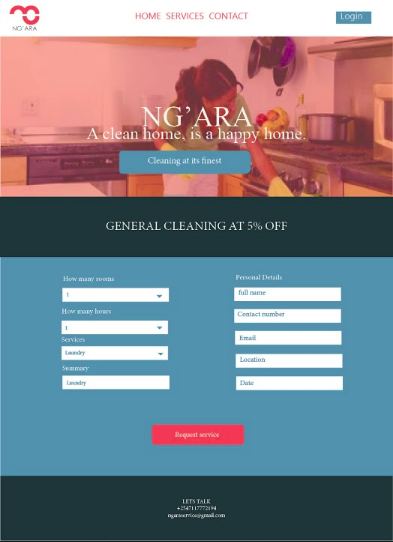 NG'ARA
HOME SERVICES CONTACT
Login
NG'ARA
A clean home, is a happy home.
Cleaning at its finest
GENERAL CLEANING AT 5% OFF
How many rooms
1
How many hours
1
Services
Laundry
Summary
Laundry
Personal Details
full name
Contact number
Email
Location
Date
Request service
LETS TALK
+2547117772194
ngaraservice@gmail.com